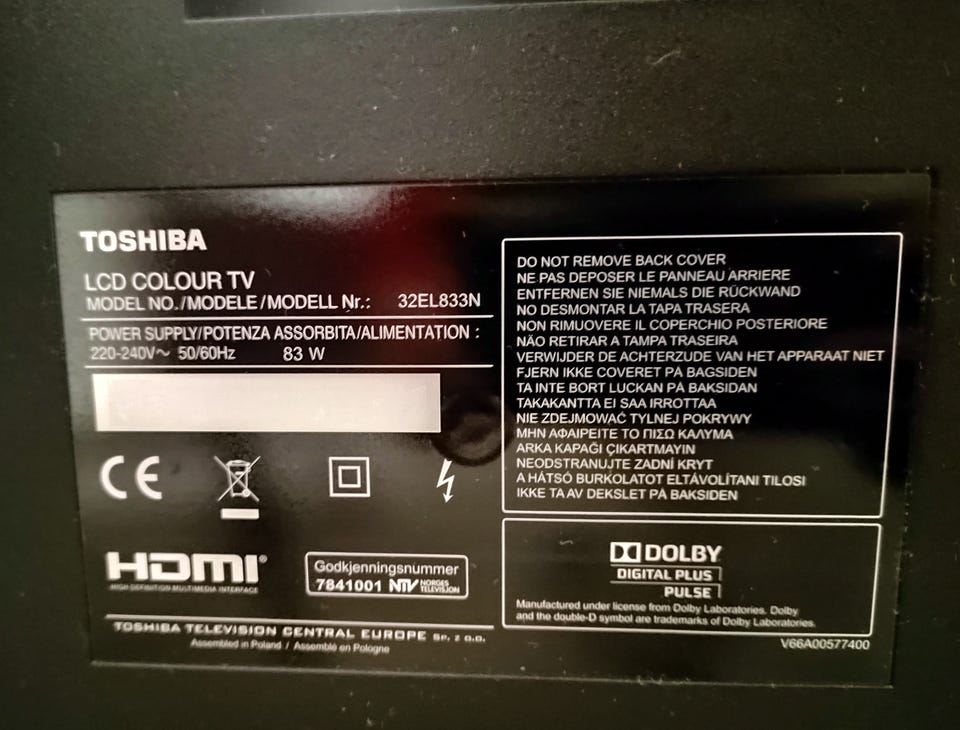 TOSHIBA
LCD COLOUR TV
MODEL NO./MODELE/MODELL Nr.: 32EL833N
POWER SUPPLY/POTENZA ASSORBITA/ALIMENTATION :
220-240V~ 50/60Hz 83 W
CE
HDMI®
HIGH-DEFINITION MULTIMEDIA INTERFACE
Godkjenningsnummer
7841001 NTV NORGES
TELEVISJON
TOSHIBA TELEVISION CENTRAL EUROPE Sp. z o.o.
Assembled in Poland / Assemblé en Pologne
DO NOT REMOVE BACK COVER
NE PAS DEPOSER LE PANNEAU ARRIERE
ENTFERNEN SIE NIEMALS DIE RÜCKWAND
NO DESMONTAR LA TAPA TRASERA
NON RIMUOVERE IL COPERCHIO POSTERIORE
NÃO RETIRAR A TAMPA TRASEIRA
VERWIJDER DE ACHTERZUDE VAN HET APPARAAT NIET
FJERN IKKE COVERET PÅ BAGSIDEN
TA INTE BORT LUCKAN PÅ BAKSIDAN
TAKAKANTTA EI SAA IRROTTAA
NIE ZDEJMOWAĆ TYLNEJ POKRYWY
ΜΗΝ ΑΦΑΙΡΕΙΤΕ ΤΟ ΠΙΣΩ ΚΑΛΥΜΑ
ARKA KAPAĞI ÇIKARTMAYIN
NEODSTRANUJTE ZADNÍ KRYT
A HÁTSÓ BURKOLATOT ELTÁVOLÍTANI TILOSI
IKKE TA AV DEKSLET PÅ BAKSIDEN
DOLBY
DIGITAL PLUS
PULSE
Manufactured under license from Dolby Laboratories. Dolby
and the double-D symbol are trademarks of Dolby Laboratories.
V66A00577400